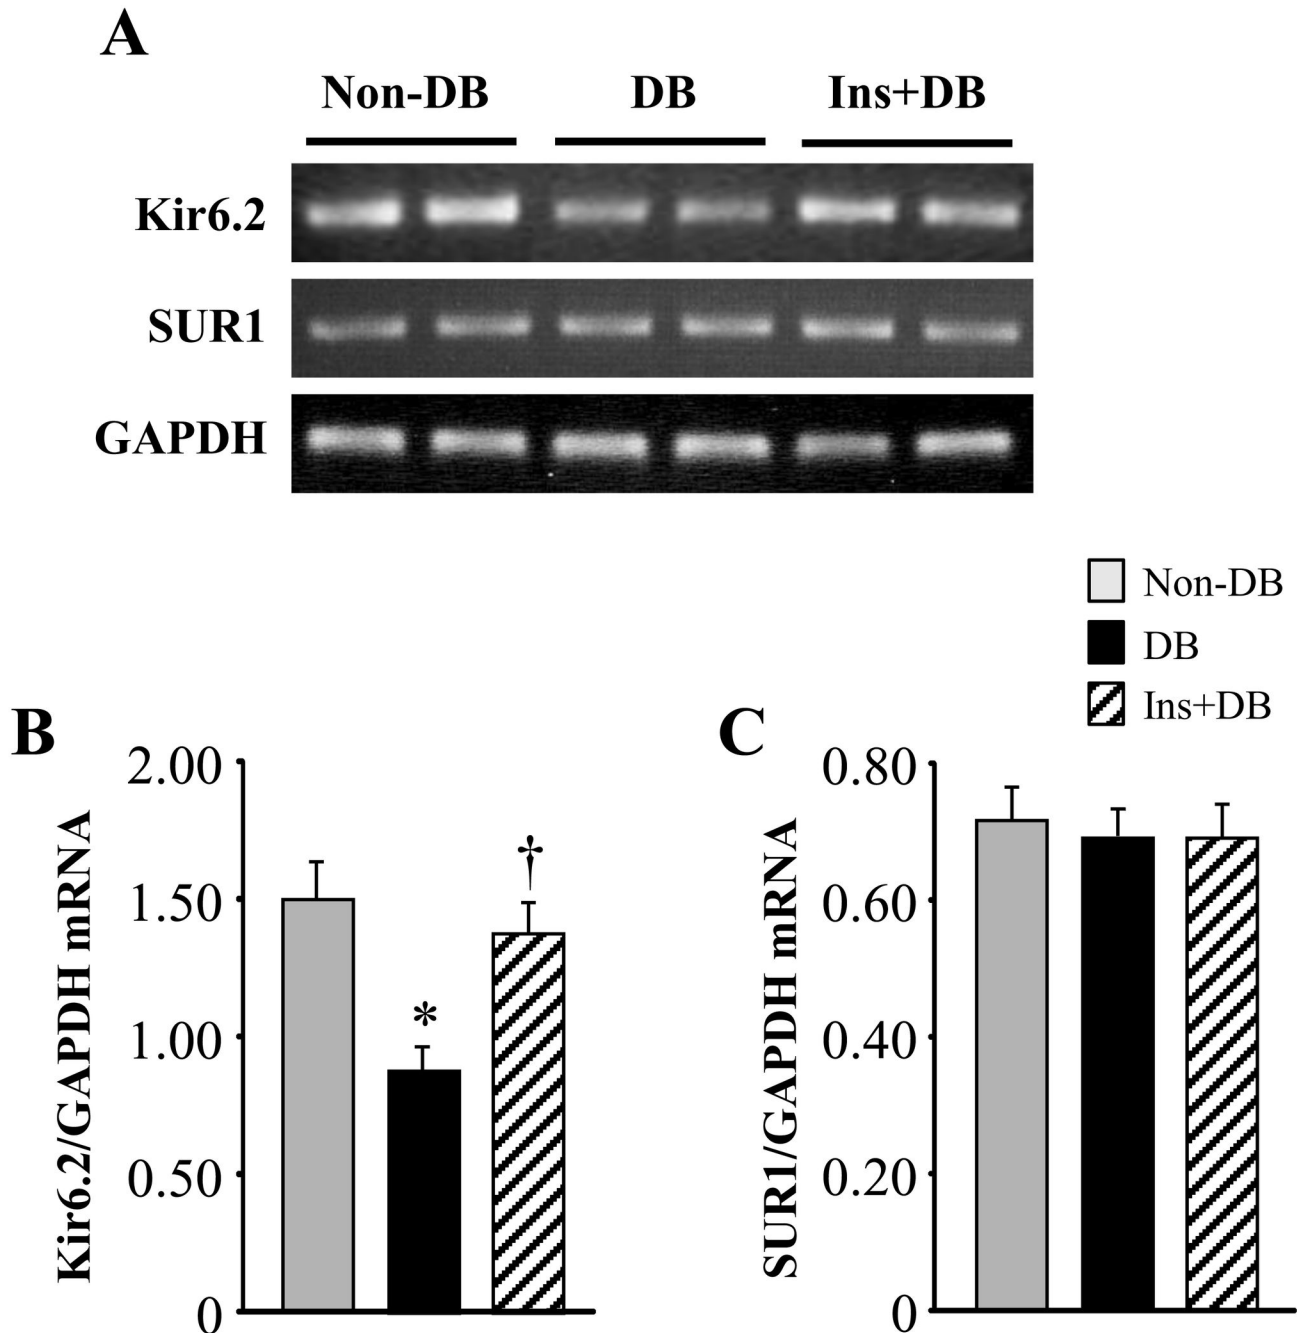 A
Non-DB DB Ins+DB
Kir6.2
SUR1
GAPDH
Non-DB
DB
Ins+DB
B
Kir6.2/GAPDH mRNA
2.00
1.50
1.00
0.50
0
*
†
C
SUR1/GAPDH mRNA
0.80
0.60
0.40
0.20
0